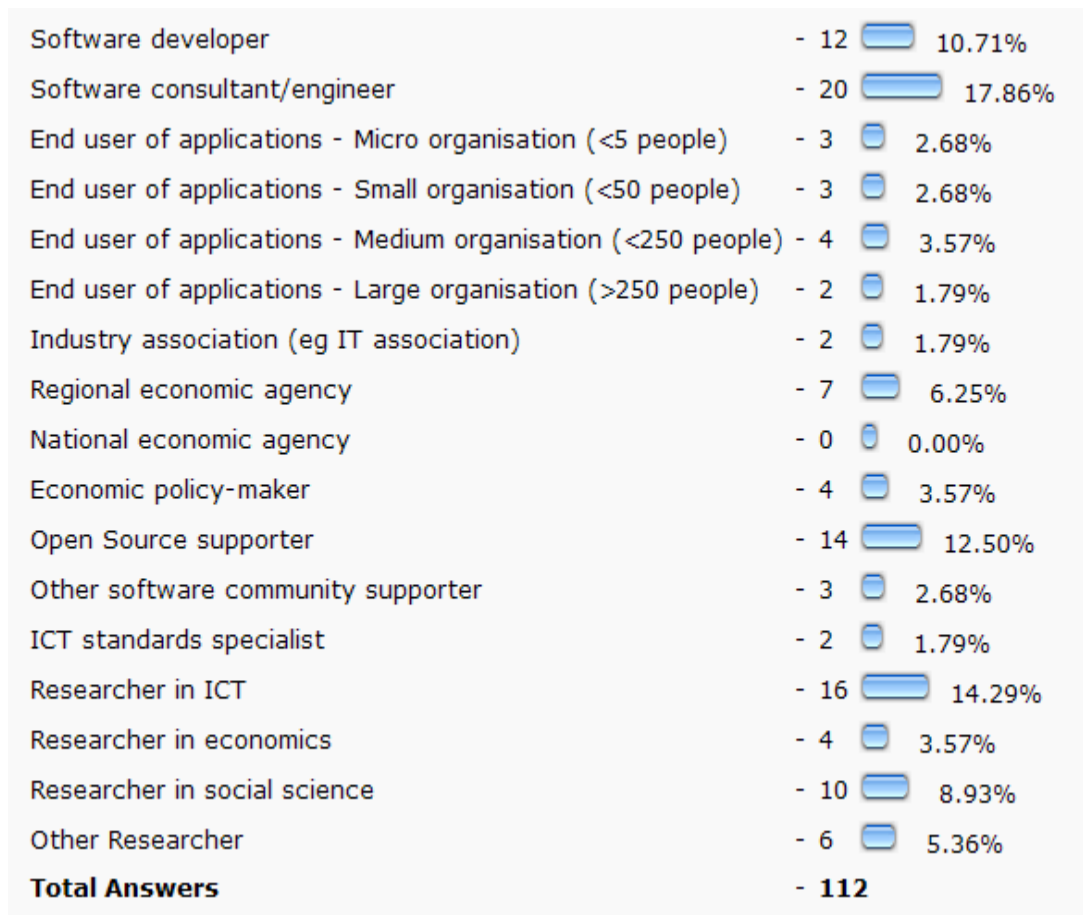 Software developer - 12 10.71%
Software consultant/engineer - 20 17.86%
End user of applications - Micro organisation (<5 people) - 3 2.68%
End user of applications - Small organisation (<50 people) - 3 2.68%
End user of applications - Medium organisation (<250 people) - 4 3.57%
End user of applications - Large organisation (>250 people) - 2 1.79%
Industry association (eg IT association) - 2 1.79%
Regional economic agency - 7 6.25%
National economic agency - 0 0.00%
Economic policy-maker - 4 3.57%
Open Source supporter - 14 12.50%
Other software community supporter - 3 2.68%
ICT standards specialist - 2 1.79%
Researcher in ICT - 16 14.29%
Researcher in economics - 4 3.57%
Researcher in social science - 10 8.93%
Other Researcher - 6 5.36%
Total Answers - 112